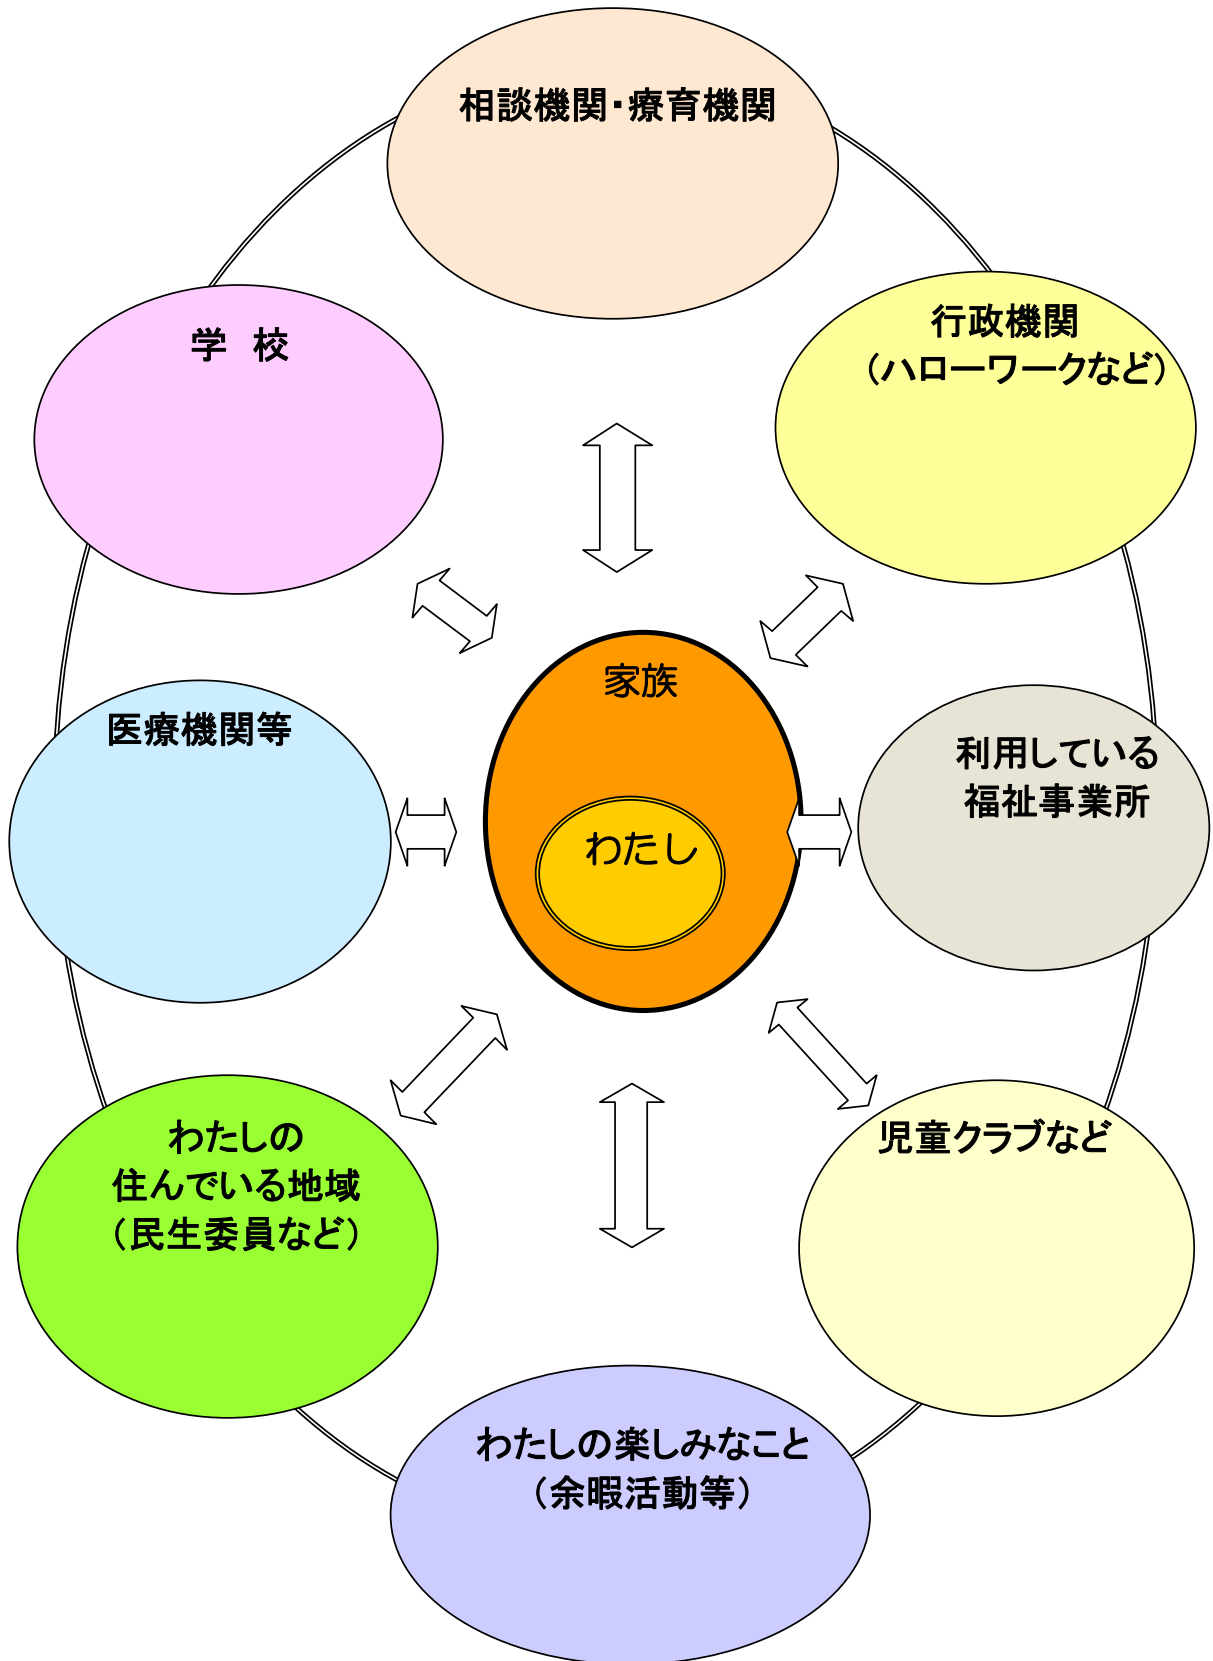 相談機関・療育機関
学　校
行政機関
（ハローワークなど）
家族
わたし
医療機関等
利用している
福祉事業所
わたしの
住んでいる地域
（民生委員など）
児童クラブなど
わたしの楽しみなこと
（余暇活動等）